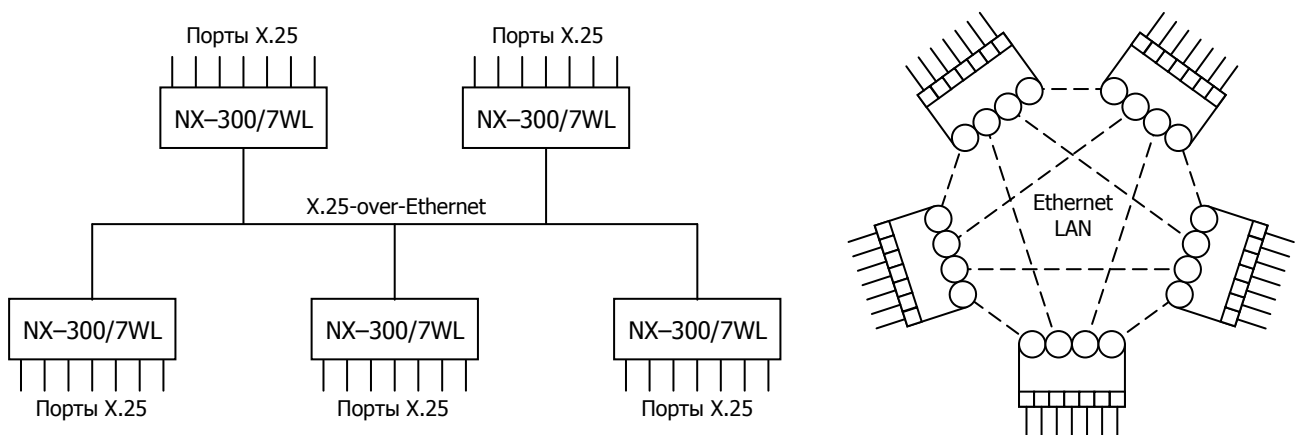 Порты X.25
Порты X.25
NX–300/7WL
NX–300/7WL
X.25-over-Ethernet
NX–300/7WL
NX–300/7WL
NX–300/7WL
Порты X.25
Порты X.25
Порты X.25
Ethernet
LAN